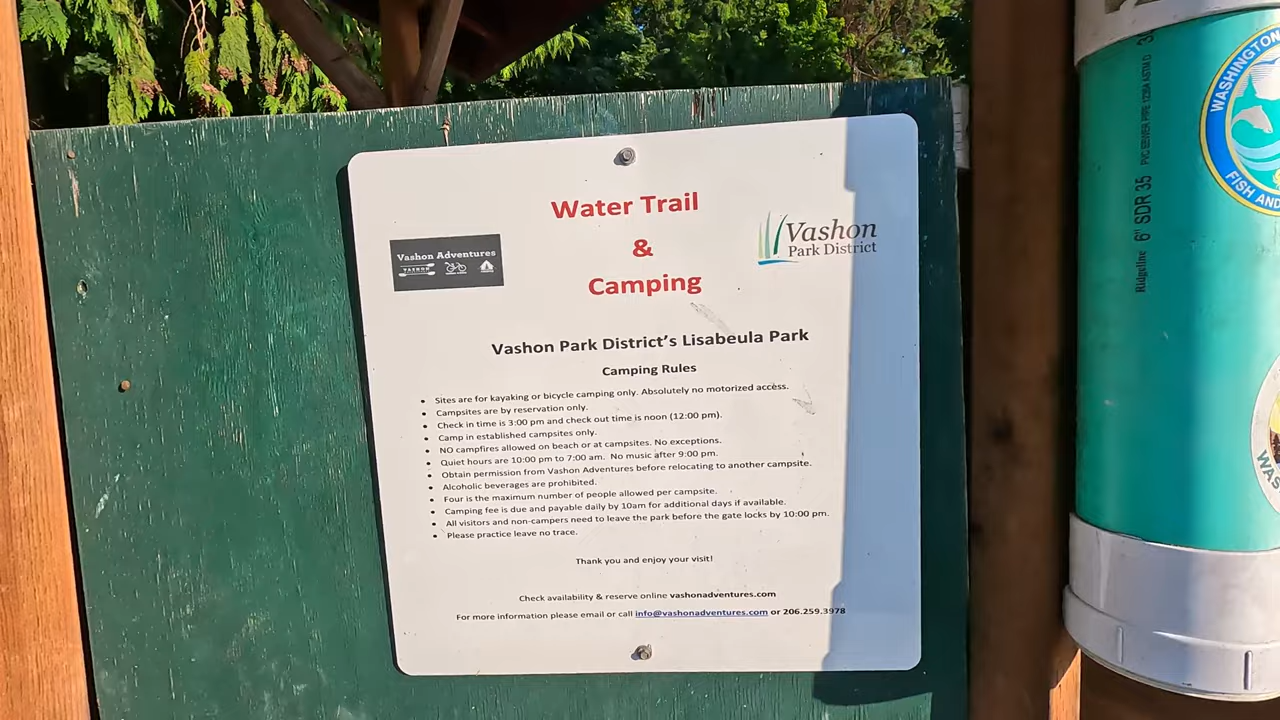 Water Trail
&
Camping
Vashon Adventures
VASHON
Vashon
Park District
Vashon Park District's Lisabeula Park
Camping Rules
• Sites are for kayaking or bicycle camping only. Absolutely no motorized access.
• Campsites are by reservation only.
• Check in time is 3:00 pm and check out time is noon (12:00 pm).
• Camp in established campsites only.
• NO campfires allowed on beach or at campsites. No exceptions.
• Quiet hours are 10:00 pm to 7:00 am. No music after 9:00 pm.
• Obtain permission from Vashon Adventures before relocating to another campsite.
• Alcoholic beverages are prohibited.
• Four is the maximum number of people allowed per campsite.
• Camping fee is due and payable daily by 10am for additional days if available.
• All visitors and non-campers need to leave the park before the gate locks by 10:00 pm.
• Please practice leave no trace.
Thank you and enjoy your visit!
Check availability & reserve online vashonadventures.com
For more information please email or call info@vashonadventures.com or 206.259.3978
Ridgeline 6" SDR 35 PVC SEWER PIPE 1228A ASTM D 3
WASHINGTON
FISH AND
WAS